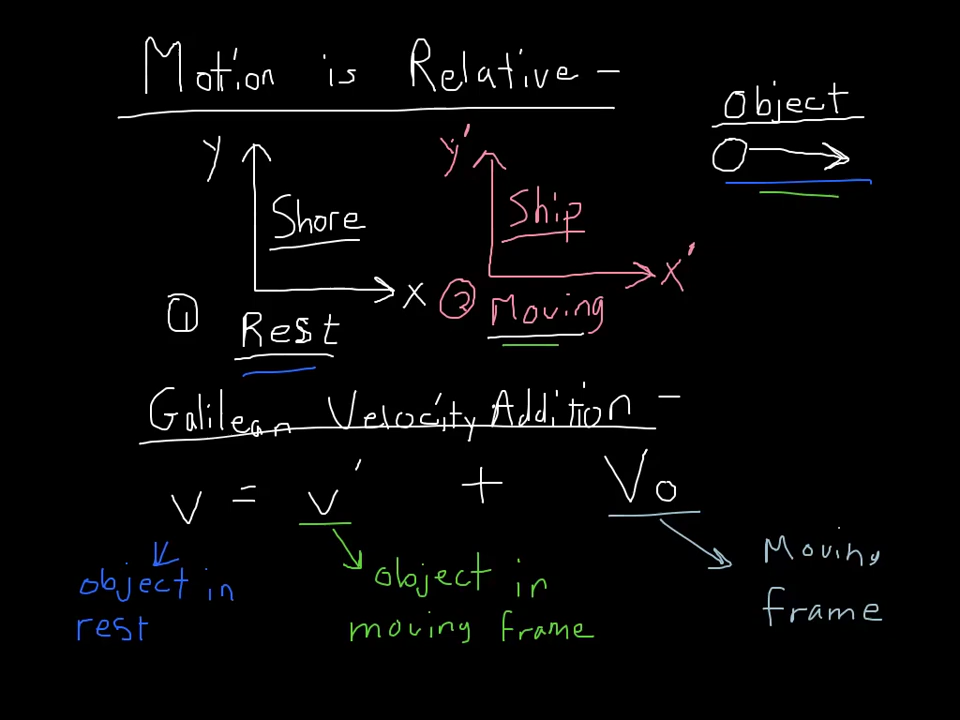 Motion is Relative -
Object
Y
Shore
X
① Rest
Y'
Ship
X'
② Moving
Galilean Velocity Addition -
v = v' + Vo
object in
rest
object in
moving frame
Moving
frame